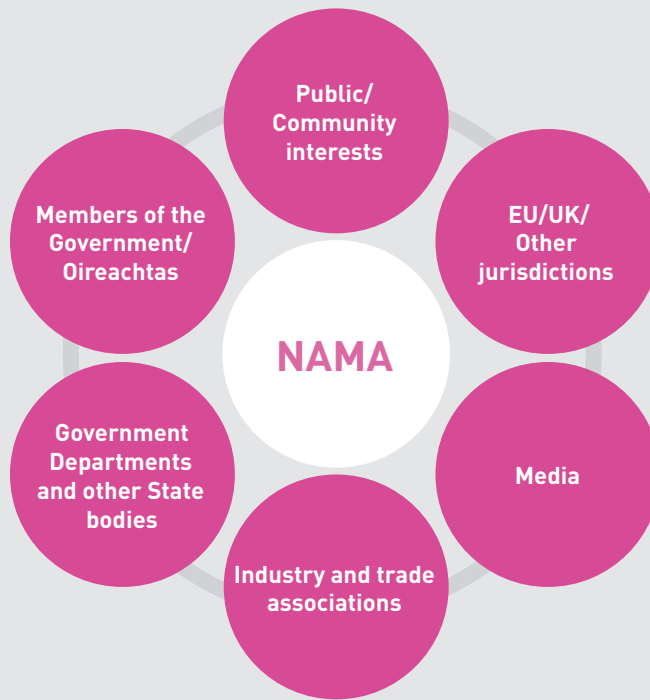 Public/
Community
interests
Members of the
Government/
Oireachtas
EU/UK/
Other
jurisdictions
NAMA
Government
Departments
and other State
bodies
Media
Industry and trade
associations